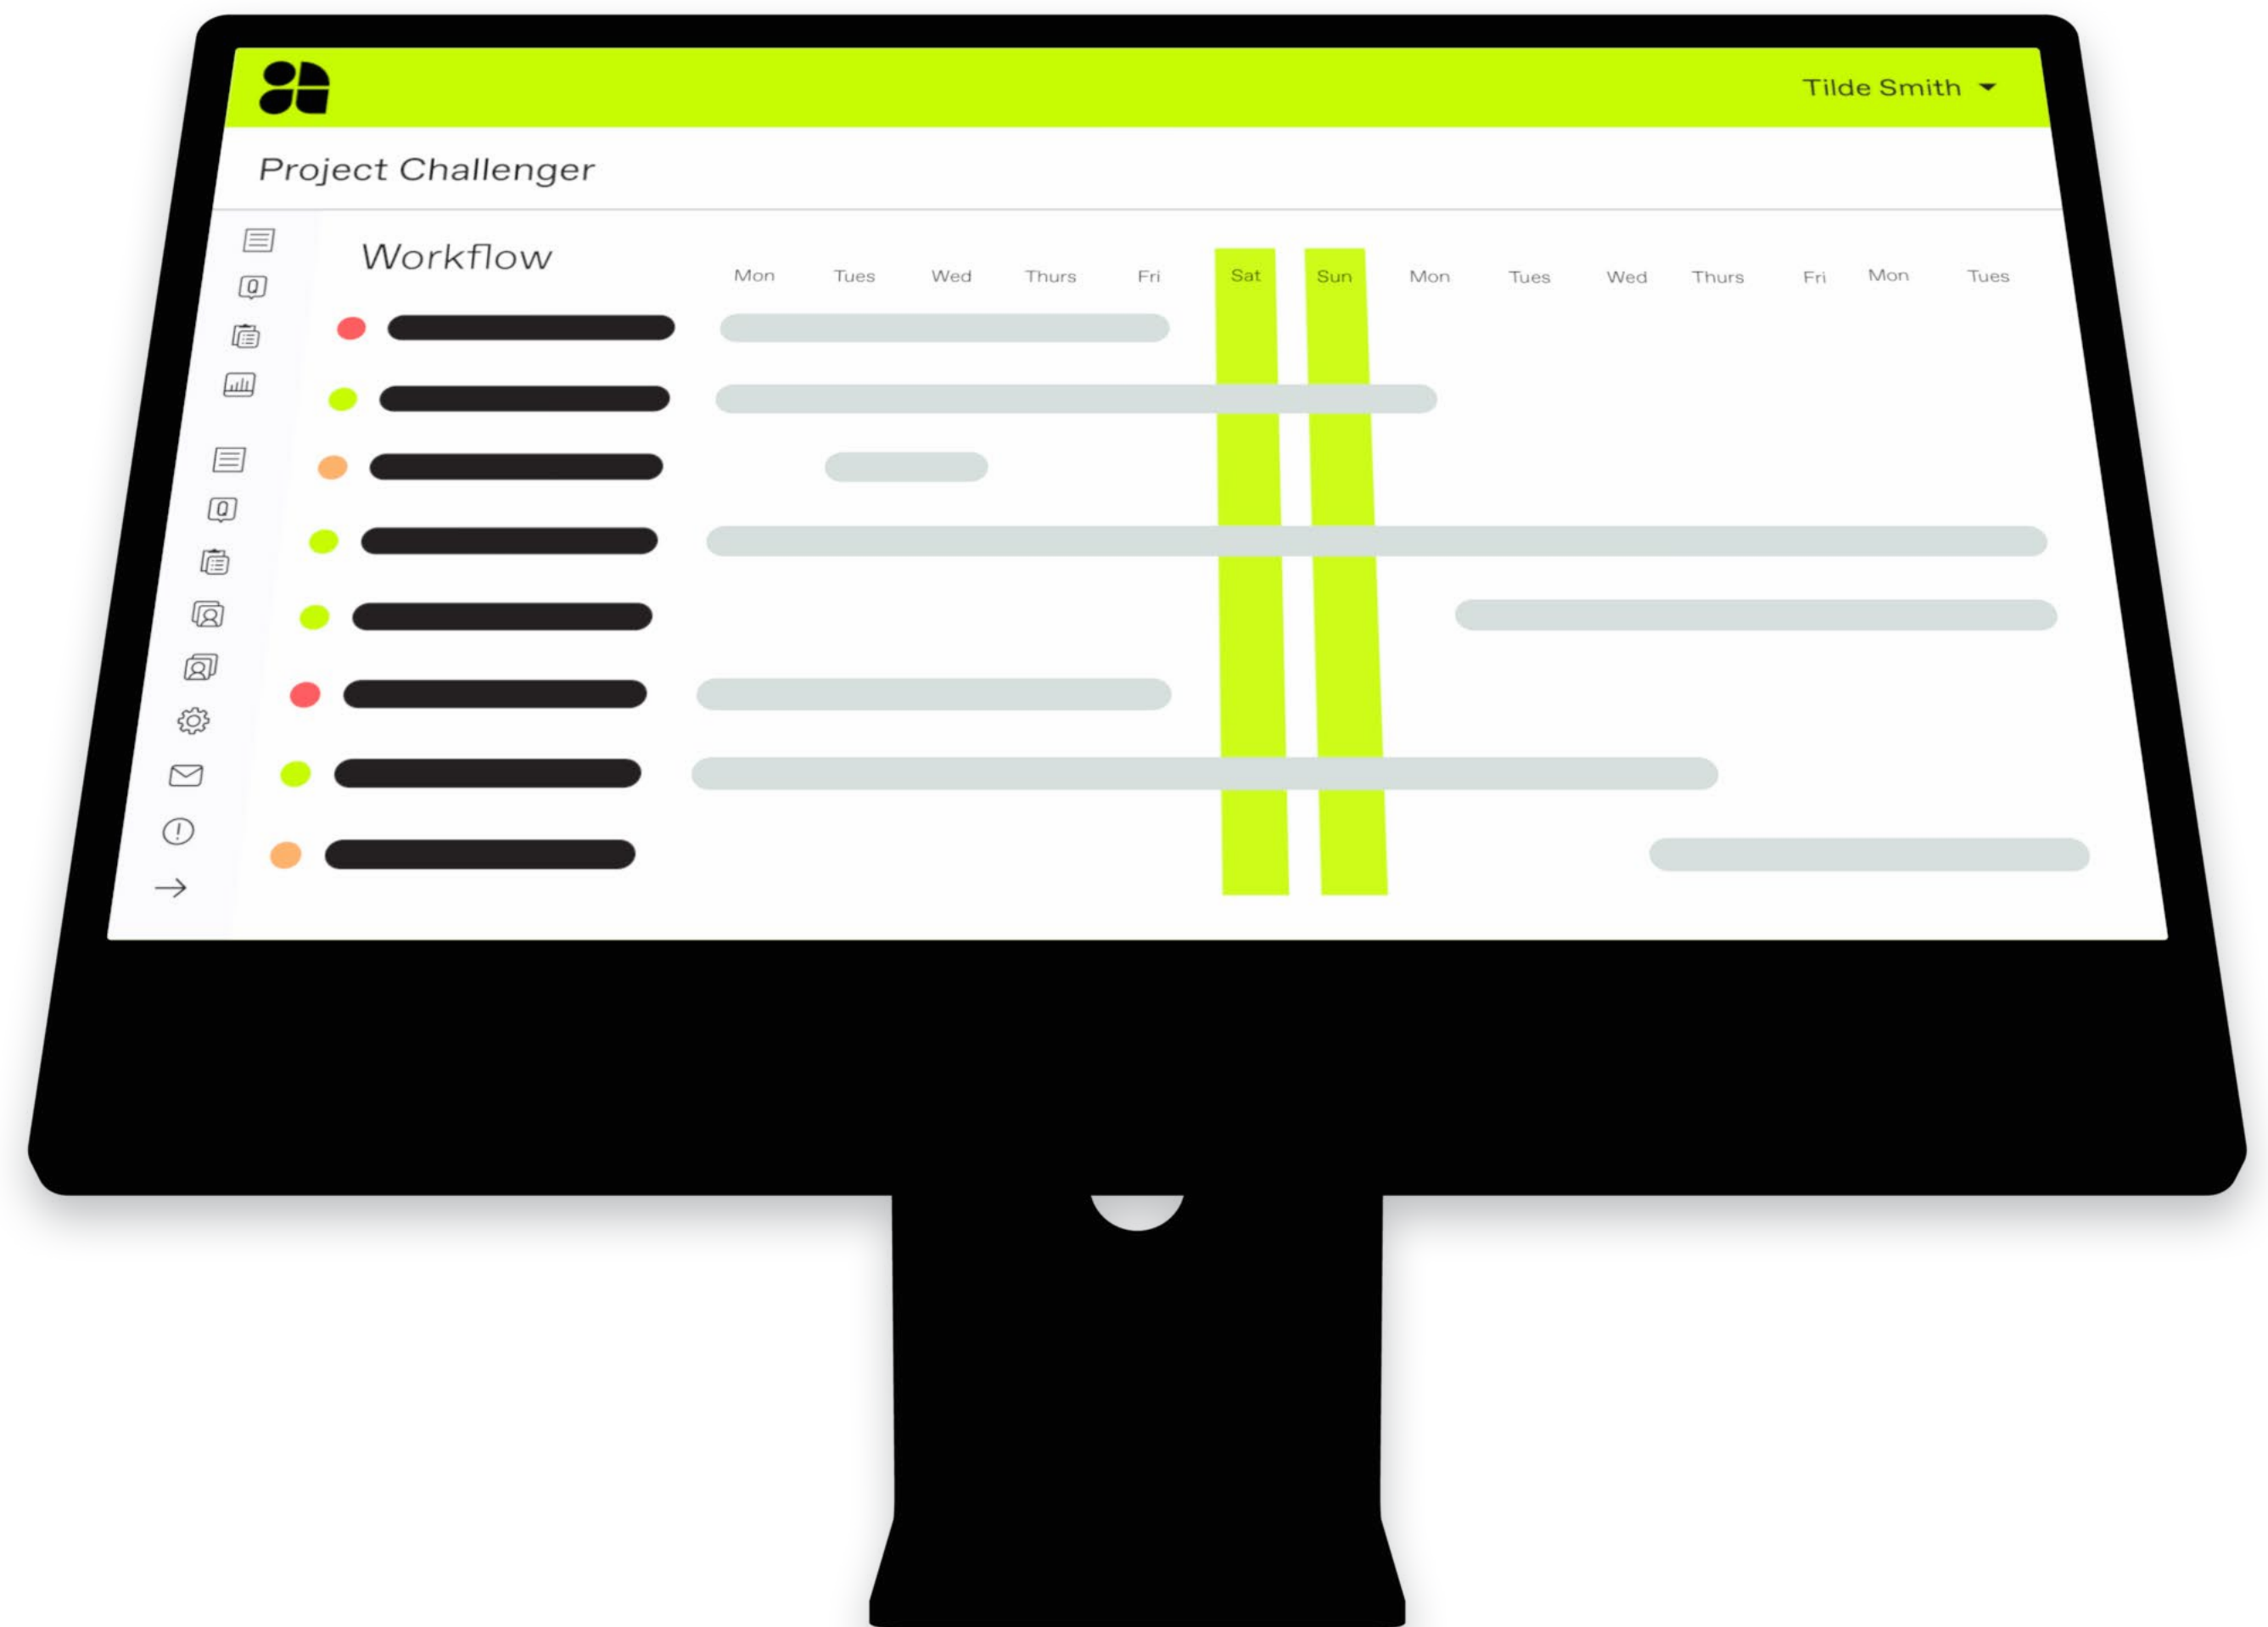 Tilde Smith
Project Challenger
Workflow
Mon Tues Wed Thurs Fri Sat Sun Mon Tues Wed Thurs Fri Mon Tues
Q
Q